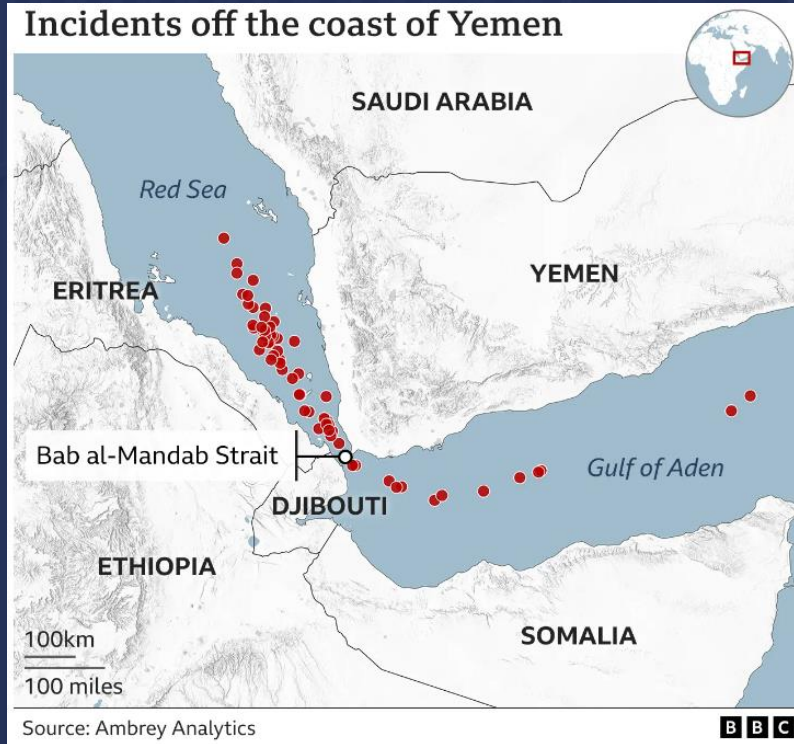 Incidents off the coast of Yemen
SAUDI ARABIA
Red Sea
YEMEN
ERITREA
Bab al-Mandab Strait
Gulf of Aden
DJIBOUTI
ETHIOPIA
SOMALIA
100km
100 miles
Source: Ambrey Analytics
BBC